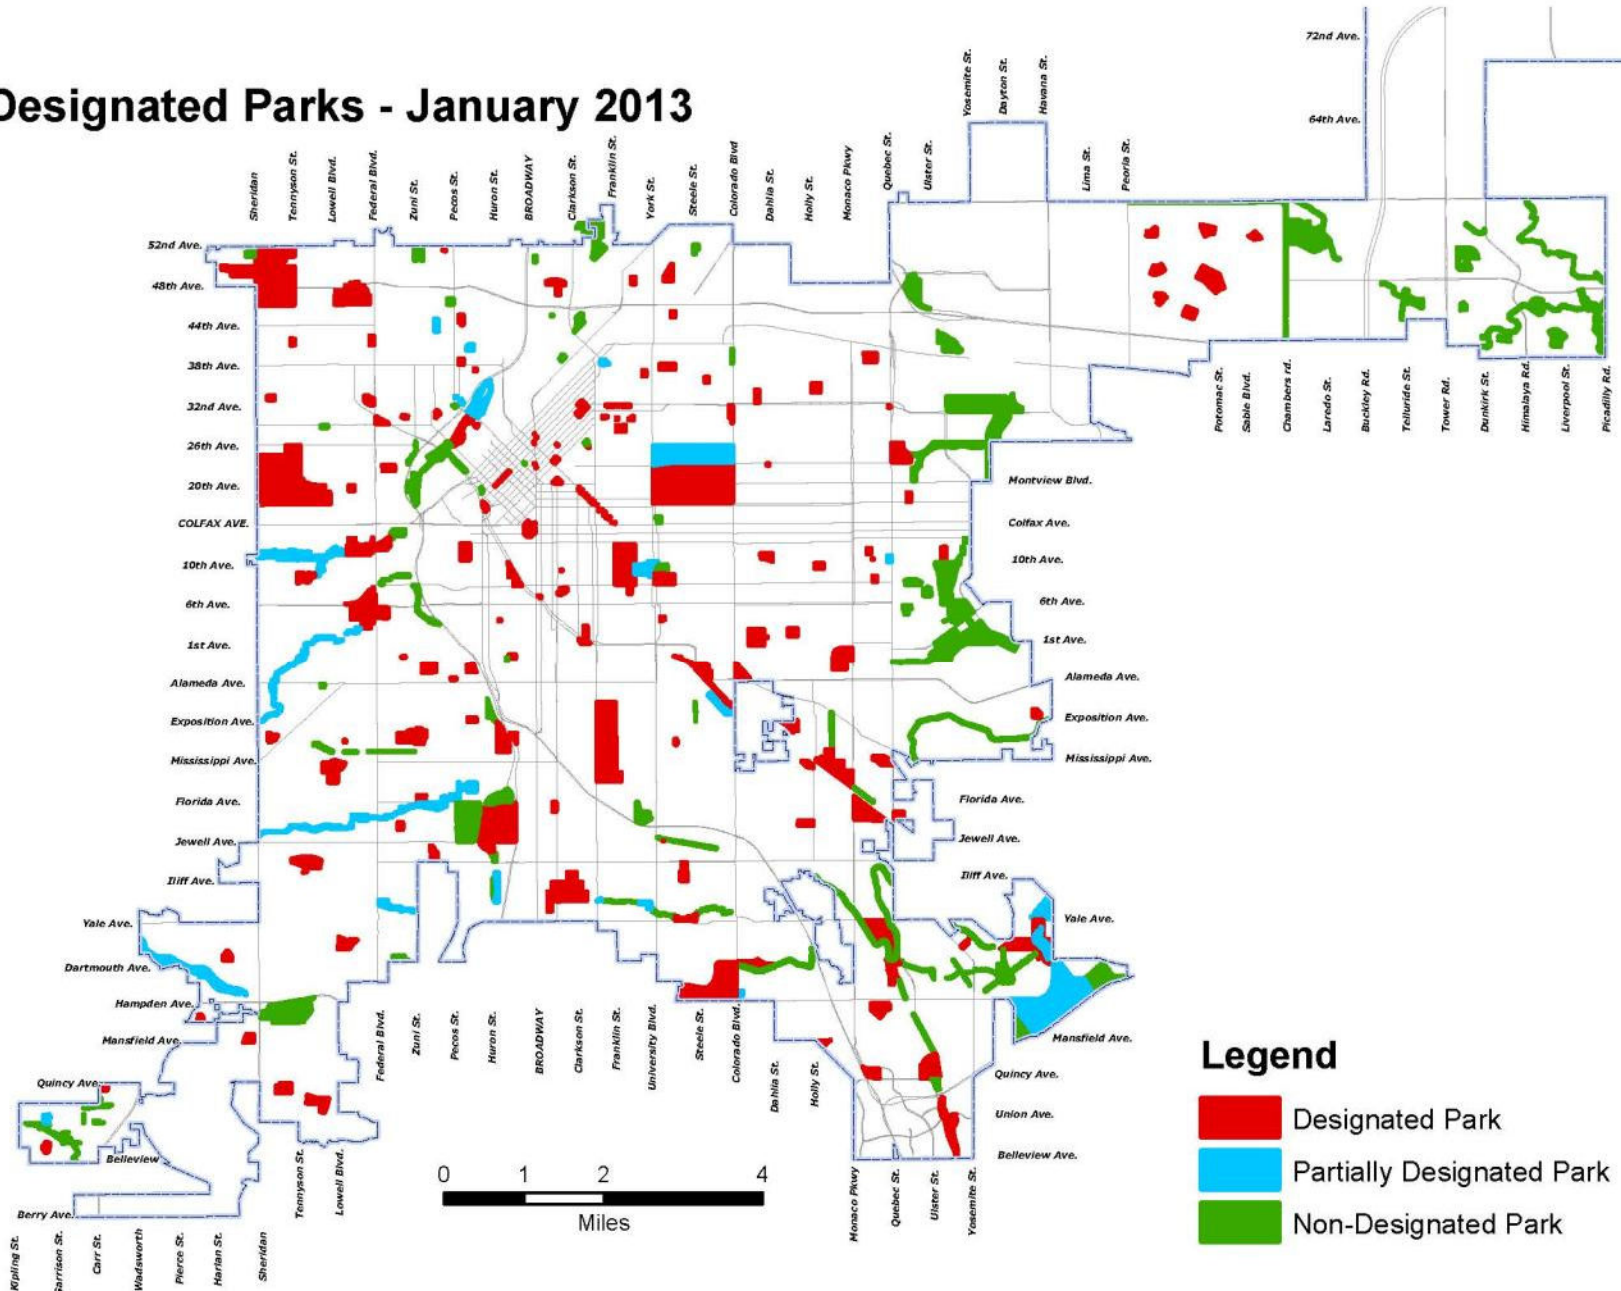 Designated Parks - January 2013
72nd Ave.
64th Ave.
Yosemite St.
Dayton St.
Havana St.
Lima St.
Peoria St.
Sheridan
Tennyson St.
Lowell Blvd.
Federal Blvd.
Zuni St.
Pecos St.
Huron St.
BROADWAY
Clarkson St.
Franklin St.
York St.
Steele St.
Colorado Blvd
Dahlia St.
Holly St.
Monaco Pkwy
Quebec St.
Ulster St.
52nd Ave.
48th Ave.
44th Ave.
38th Ave.
32nd Ave.
26th Ave.
20th Ave.
COLFAX AVE.
10th Ave.
6th Ave.
1st Ave.
Alameda Ave.
Exposition Ave.
Mississippi Ave.
Florida Ave.
Jewell Ave.
Iliff Ave.
Yale Ave.
Dartmouth Ave.
Hampden Ave.
Mansfield Ave.
Quincy Ave.
Belleview
Berry Ave.
Potomac St.
Sable Blvd.
Chambers rd.
Laredo St.
Buckley Rd.
Telluride St.
Tower Rd.
Dunkirk St.
Himalaya Rd.
Liverpool St.
Picadilly Rd.
Montview Blvd.
Colfax Ave.
10th Ave.
6th Ave.
1st Ave.
Alameda Ave.
Exposition Ave.
Mississippi Ave.
Florida Ave.
Jewell Ave.
Iliff Ave.
Yale Ave.
Mansfield Ave.
Quincy Ave.
Union Ave.
Belleview Ave.
Federal Blvd.
Zuni St.
Pecos St.
Huron St.
BROADWAY
Clarkson St.
Franklin St.
University Blvd.
Steele St.
Colorado Blvd.
Dahlia St.
Holly St.
Monaco Pkwy
Quebec St.
Ulster St.
Yosemite St.
Tennyson St.
Lowell Blvd.
Kipling St.
Garrison St.
Carr St.
Wadsworth
Pierce St.
Harlan St.
Sheridan
0 1 2 4
Miles
Legend
Designated Park
Partially Designated Park
Non-Designated Park